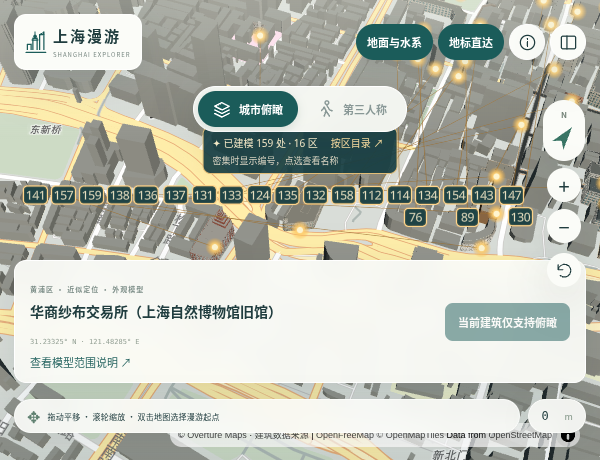 上海漫游
SHANGHAI EXPLORER
地面与水系
地标直达
城市俯瞰
第三人称
N
东新桥
✦ 已建模 159 处 · 16 区 按区目录 ↗
密集时显示编号，点选查看名称
141 157 159 138 136 137 131 133 124 135 132 158 112 114 134 154 143 147
76 89 130
黄浦区 · 近似定位 · 外观模型
华商纱布交易所（上海自然博物馆旧馆）
当前建筑仅支持俯瞰
31.23325° N · 121.48285° E
查看模型范围说明 ↗
拖动平移 · 滚轮缩放 · 双击地图选择漫游起点
0 m
© Overture Maps · 建筑数据来源 | OpenFreeMap © OpenMapTiles Data from OpenStreetMap
新北门